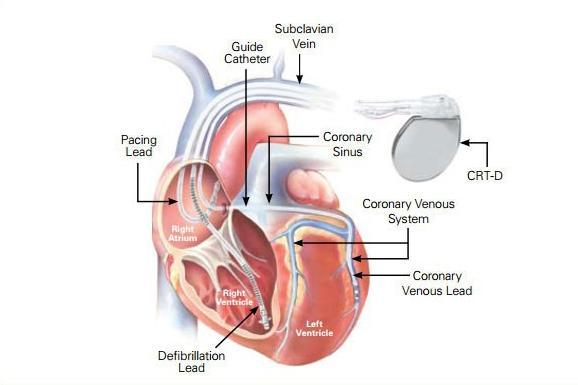 Subclavian
Vein
Guide
Catheter
Pacing
Lead
Coronary
Sinus
CRT-D
Coronary Venous
System
Right
Atrium
Coronary
Venous Lead
Right
Ventricle
Left
Ventricle
Defibrillation
Lead